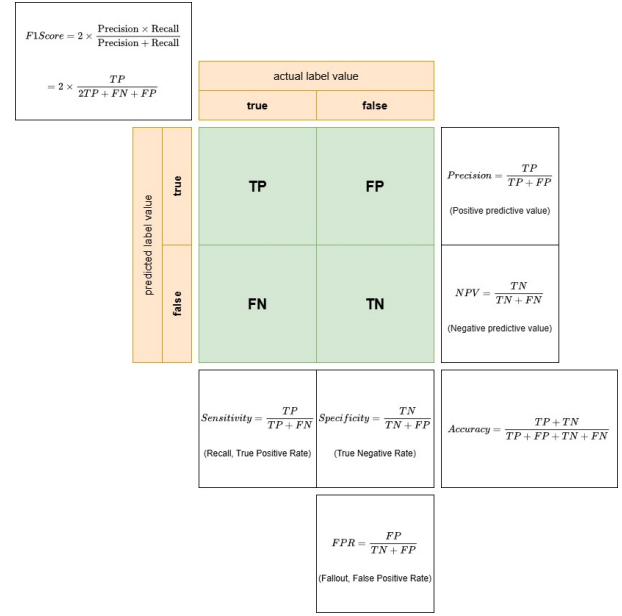 F1Score = 2 × Precision × Recall / Precision + Recall
= 2 × TP / 2TP + FN + FP
actual label value
true false
predicted label value
true
false
TP FP
FN TN
Precision = TP / TP + FP
(Positive predictive value)
NPV = TN / TN + FN
(Negative predictive value)
Sensitivity = TP / TP + FN
(Recall, True Positive Rate)
Specificity = TN / TN + FP
(True Negative Rate)
Accuracy = TP + TN / TP + FP + TN + FN
FPR = FP / TN + FP
(Fallout, False Positive Rate)